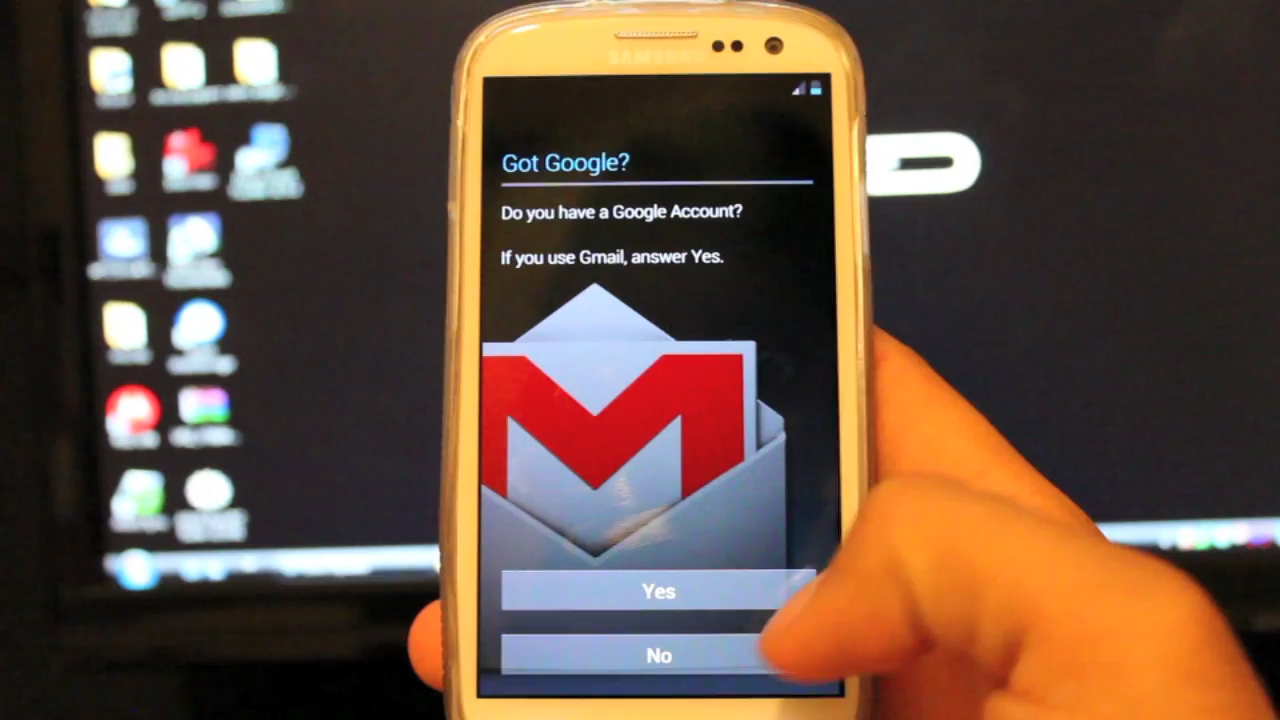 SAMSUNG
Got Google?
Do you have a Google Account?
If you use Gmail, answer Yes.
Yes
No